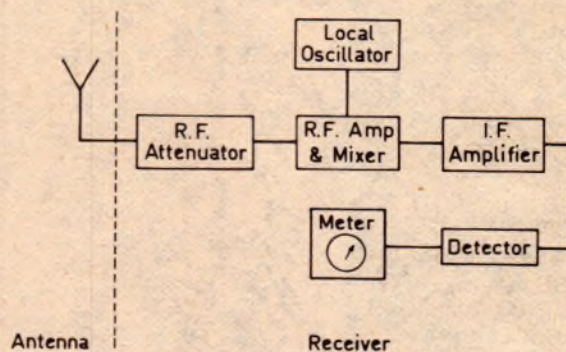 Local
Oscillator
R.F.
Attenuator
R.F. Amp
& Mixer
I.F.
Amplifier
Meter
Detector
Antenna
Receiver